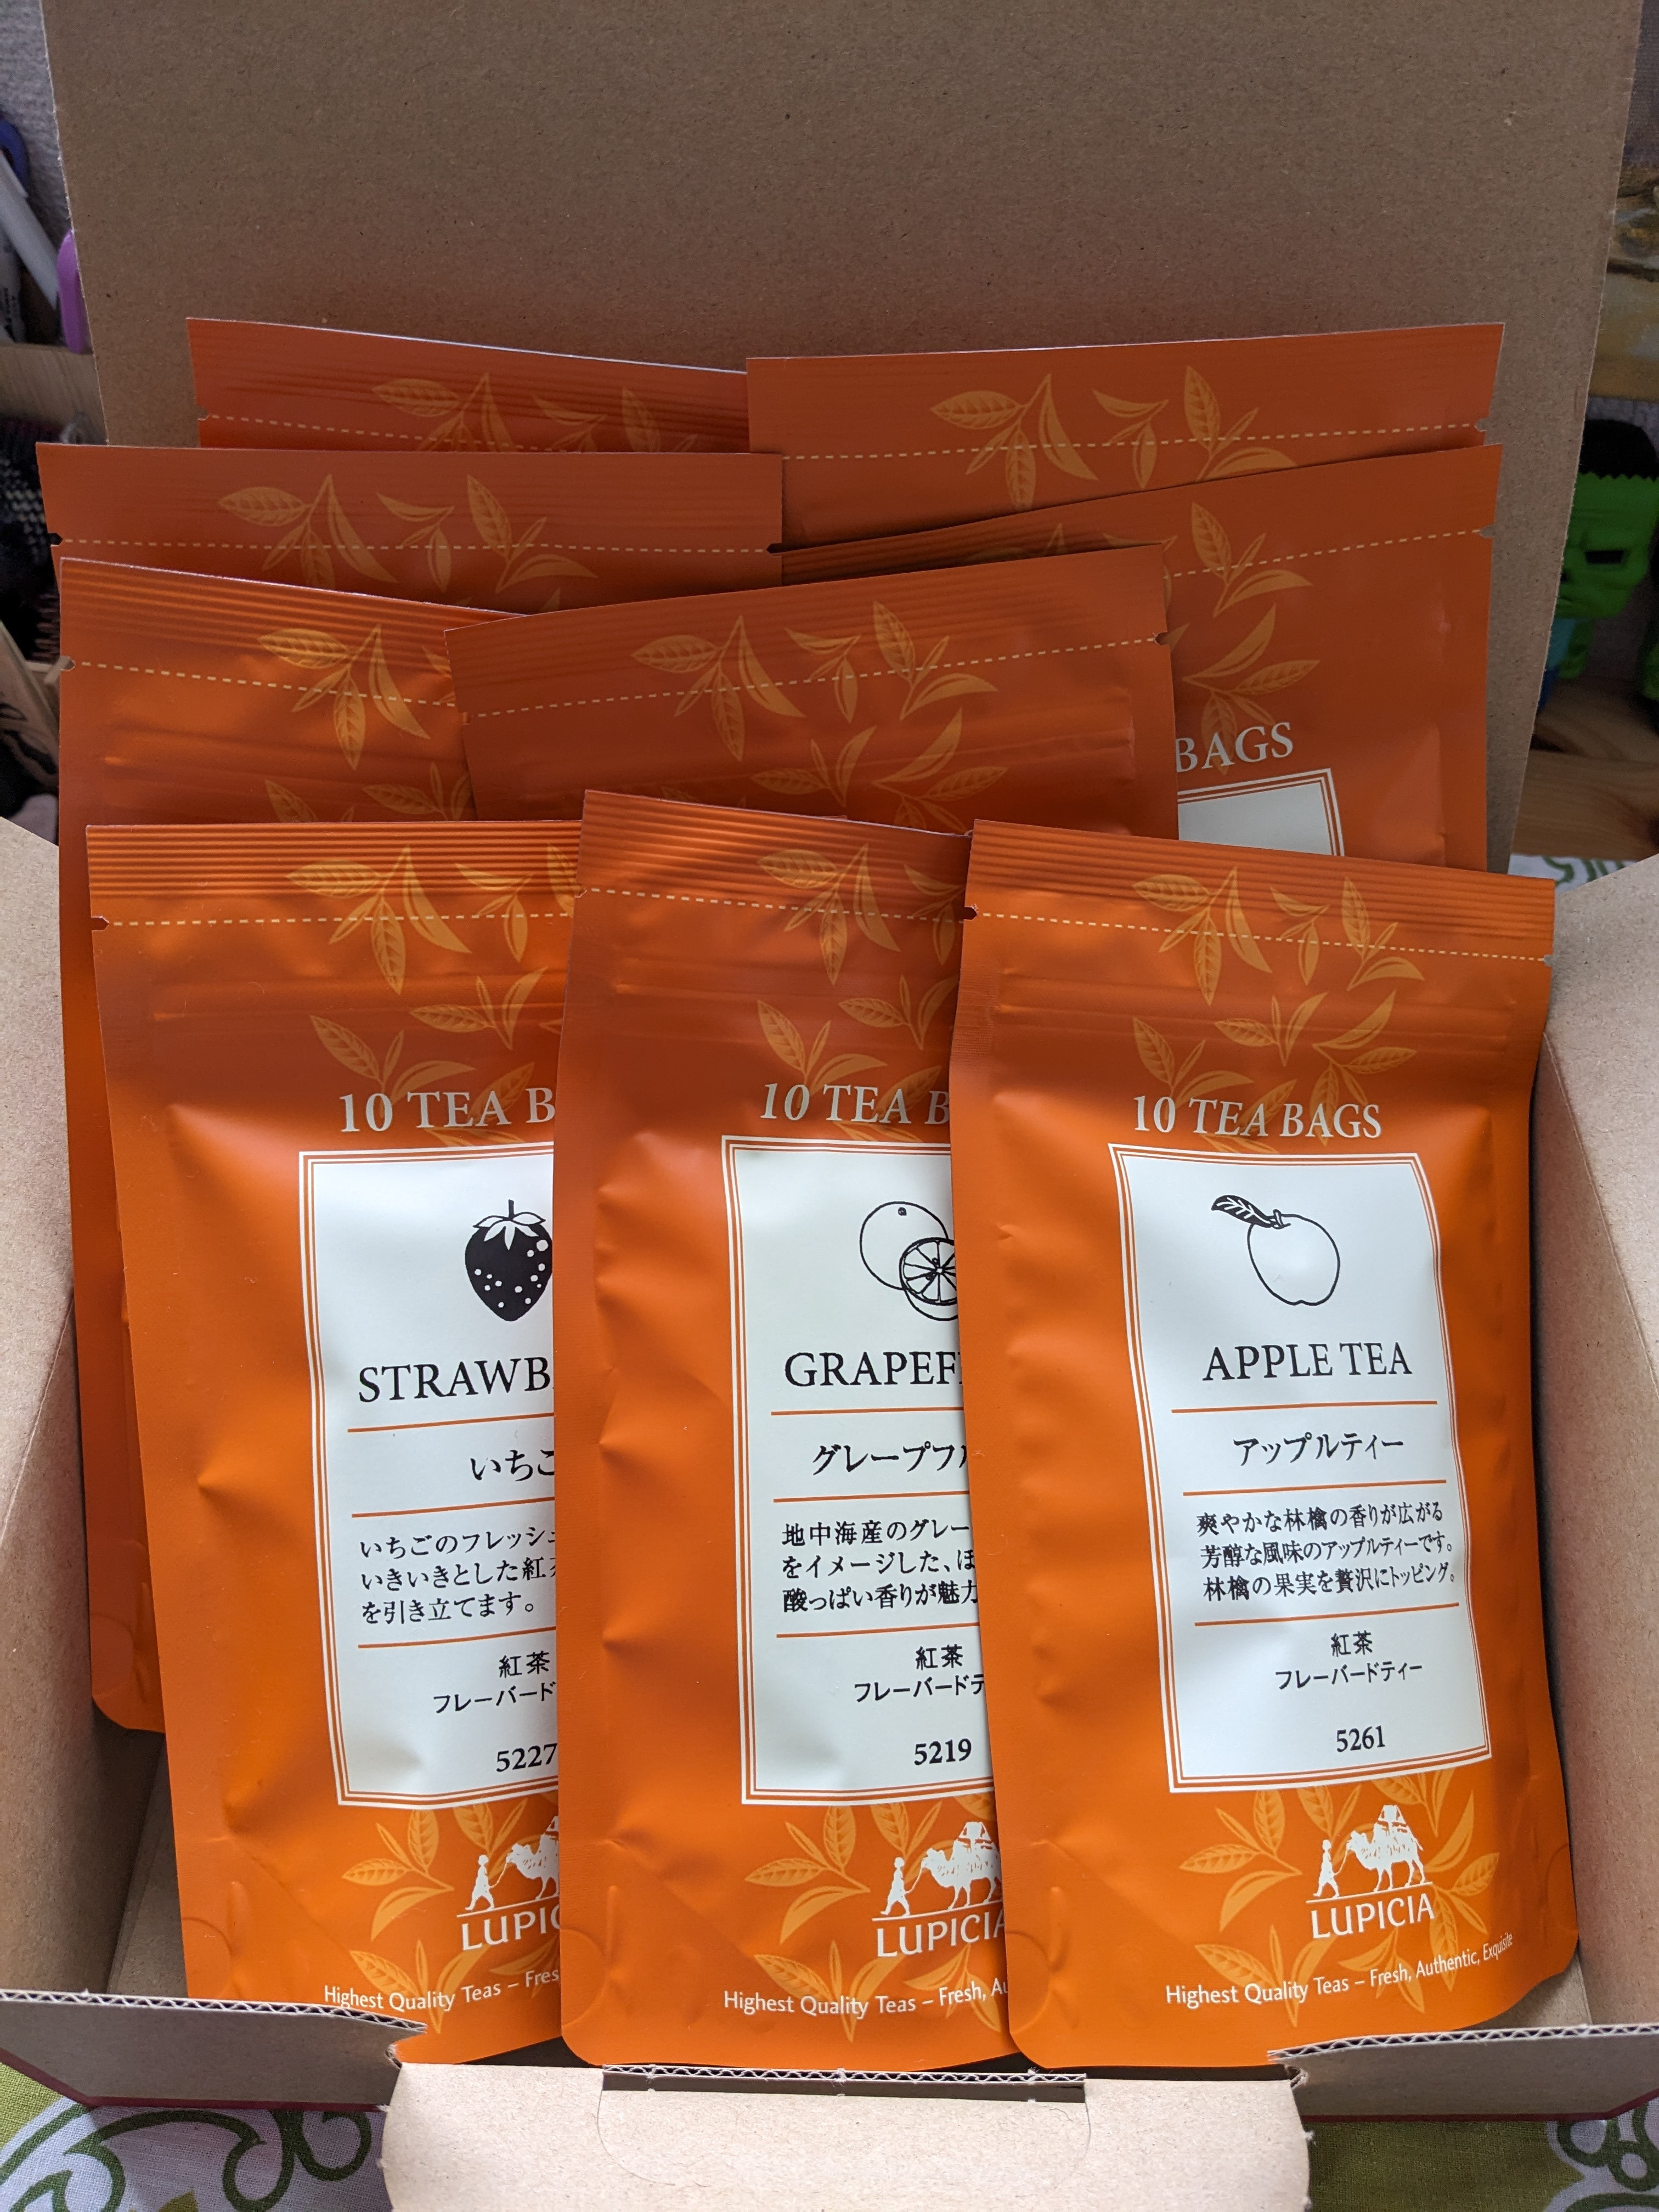 BAGS
10 TEA B
STRAWB
いちご
いちごのフレッシュ
いきいきとした紅茶
を引き立てます。
紅茶
フレーバード
5227
LUPIC
Highest Quality Teas – Fres
10 TEA B
GRAPEF
グレープフル
地中海産のグレー
をイメージした、ほ
酸っぱい香りが魅力
紅茶
フレーバードテ
5219
LUPICIA
Highest Quality Teas – Fresh, Au
10 TEA BAGS
APPLE TEA
アップルティー
爽やかな林檎の香りが広がる
芳醇な風味のアップルティーです。
林檎の果実を贅沢にトッピング。
紅茶
フレーバードティー
5261
LUPICIA
Highest Quality Teas – Fresh, Authentic, Exquisite